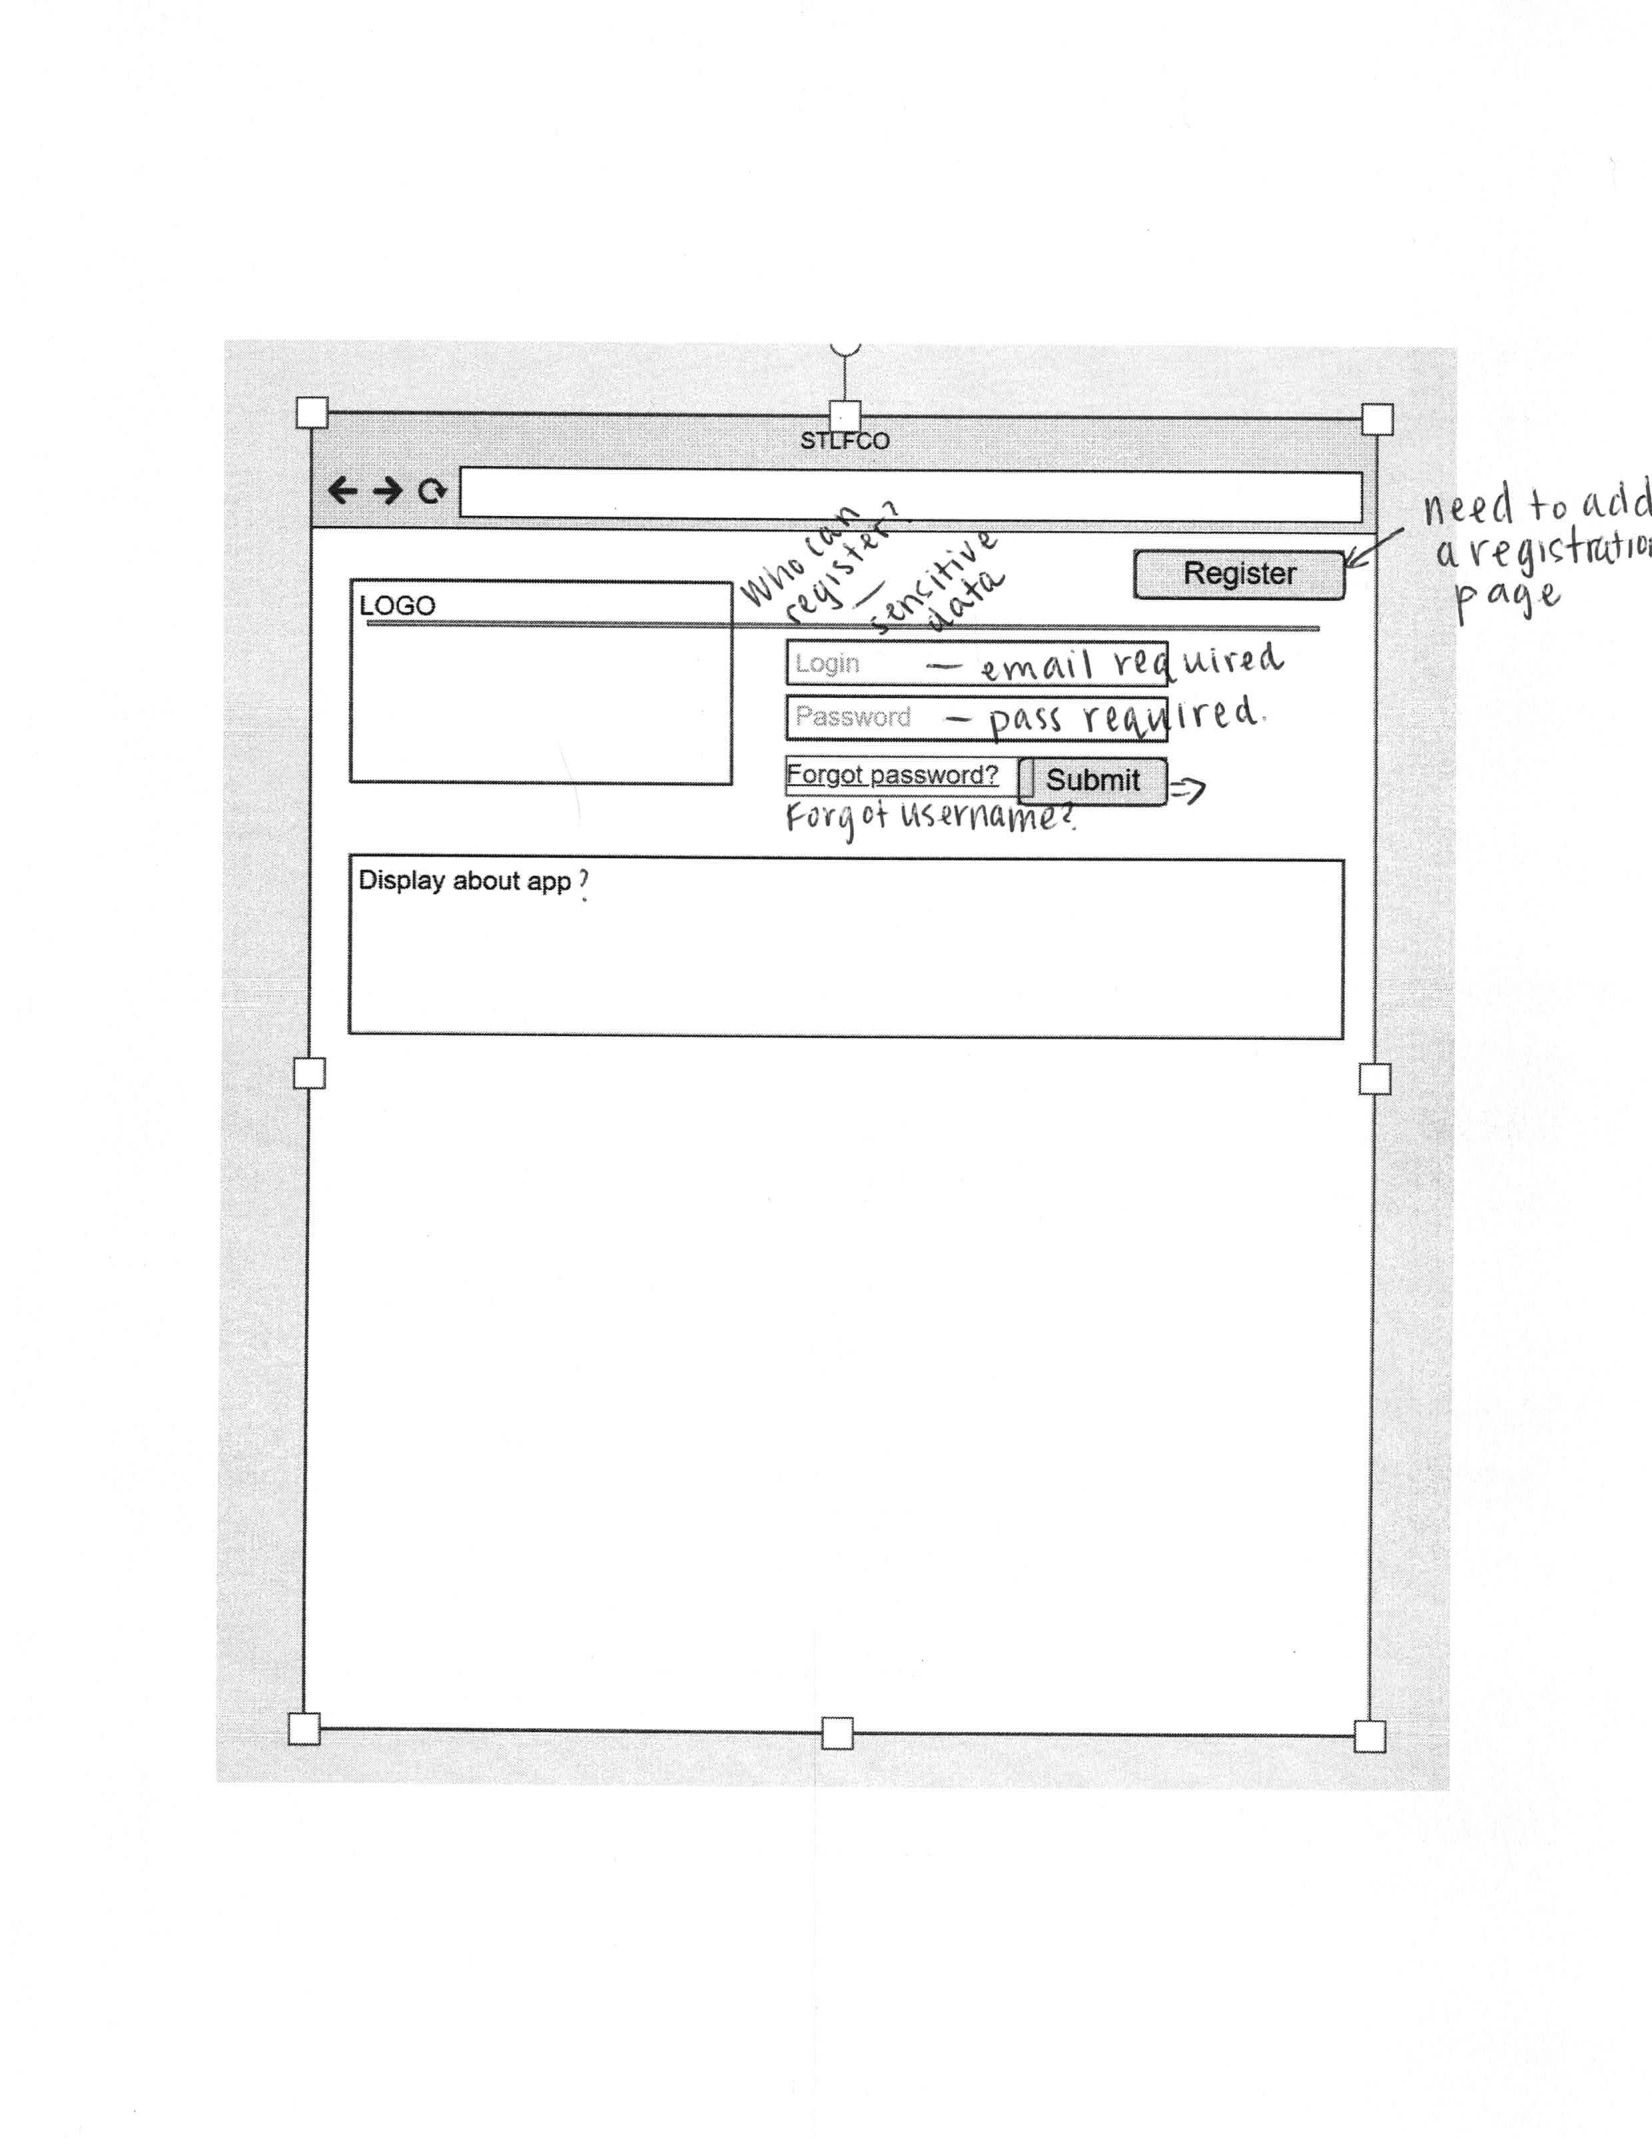 STLFCO
need to add
a registration
page
Who can
register?
—
sensitive
data
Register
LOGO
Login — email required
Password — pass required.
Forgot password? Submit
Forgot username?
Display about app?